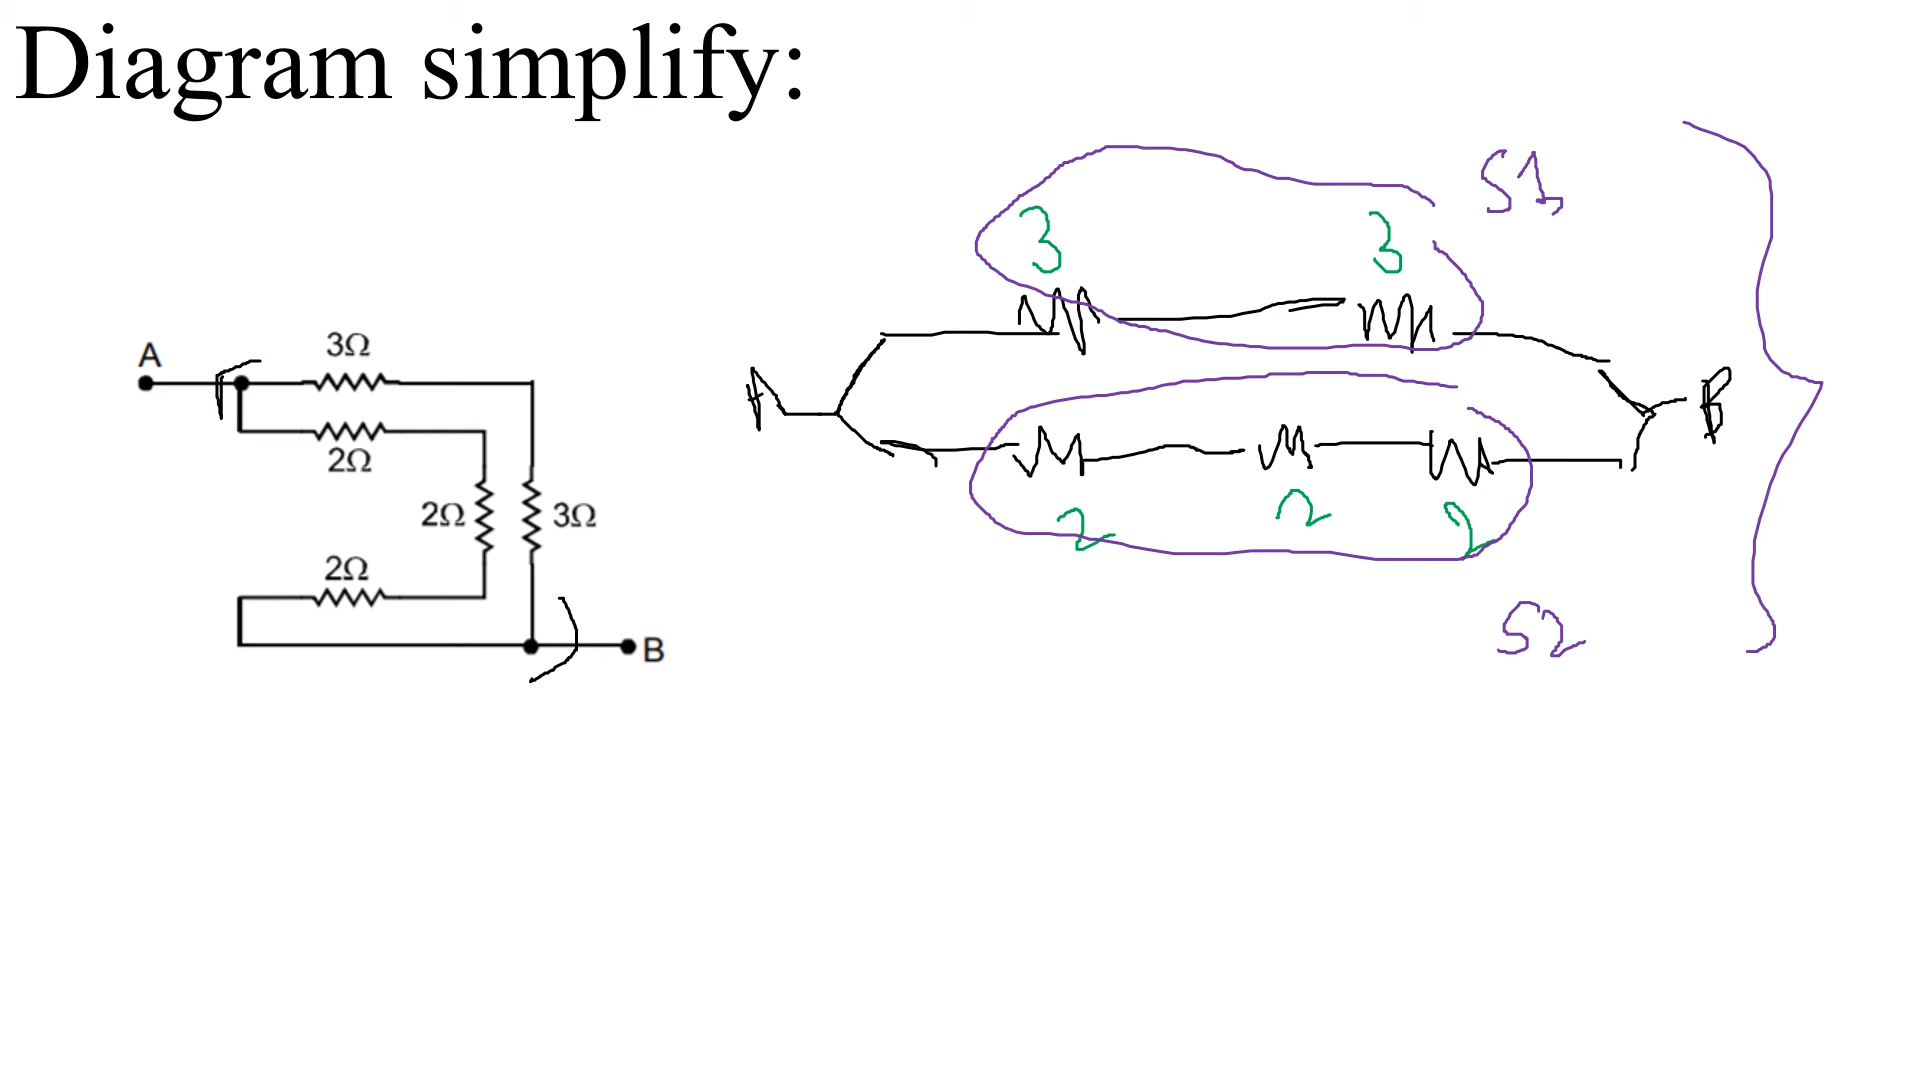 Diagram simplify:
S1
3 3
A
3Ω
2Ω
2Ω 3Ω
2Ω
B
A B
2 2 2
S2